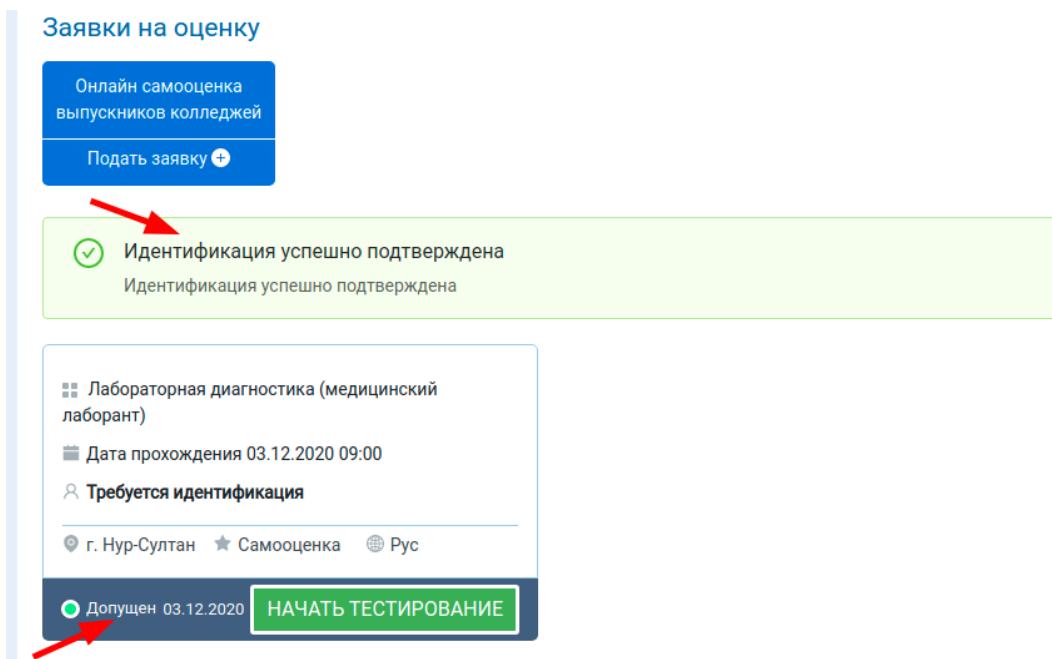 Заявки на оценку
Онлайн самооценка
выпускников колледжей
Подать заявку
Идентификация успешно подтверждена
Идентификация успешно подтверждена
Лабораторная диагностика (медицинский
лаборант)
Дата прохождения 03.12.2020 09:00
Требуется идентификация
г. Нур-Султан Самооценка Рус
Допущен 03.12.2020 НАЧАТЬ ТЕСТИРОВАНИЕ